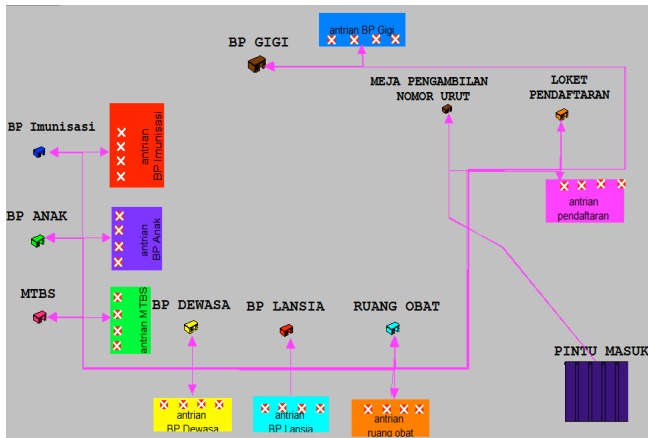 antrian BP Gigi
BP GIGI
MEJA PENGAMBILAN
NOMOR URUT
LOKET
PENDAFTARAN
BP Imunisasi
antrian
BP Imunisasi
BP ANAK
antrian
BP Anak
antrian
pendaftaran
MTBS
antrian MTBS
BP DEWASA
BP LANSIA
RUANG OBAT
PINTU MASUK
antrian
BP Dewasa
antrian
BP Lansia
antrian
ruang obat